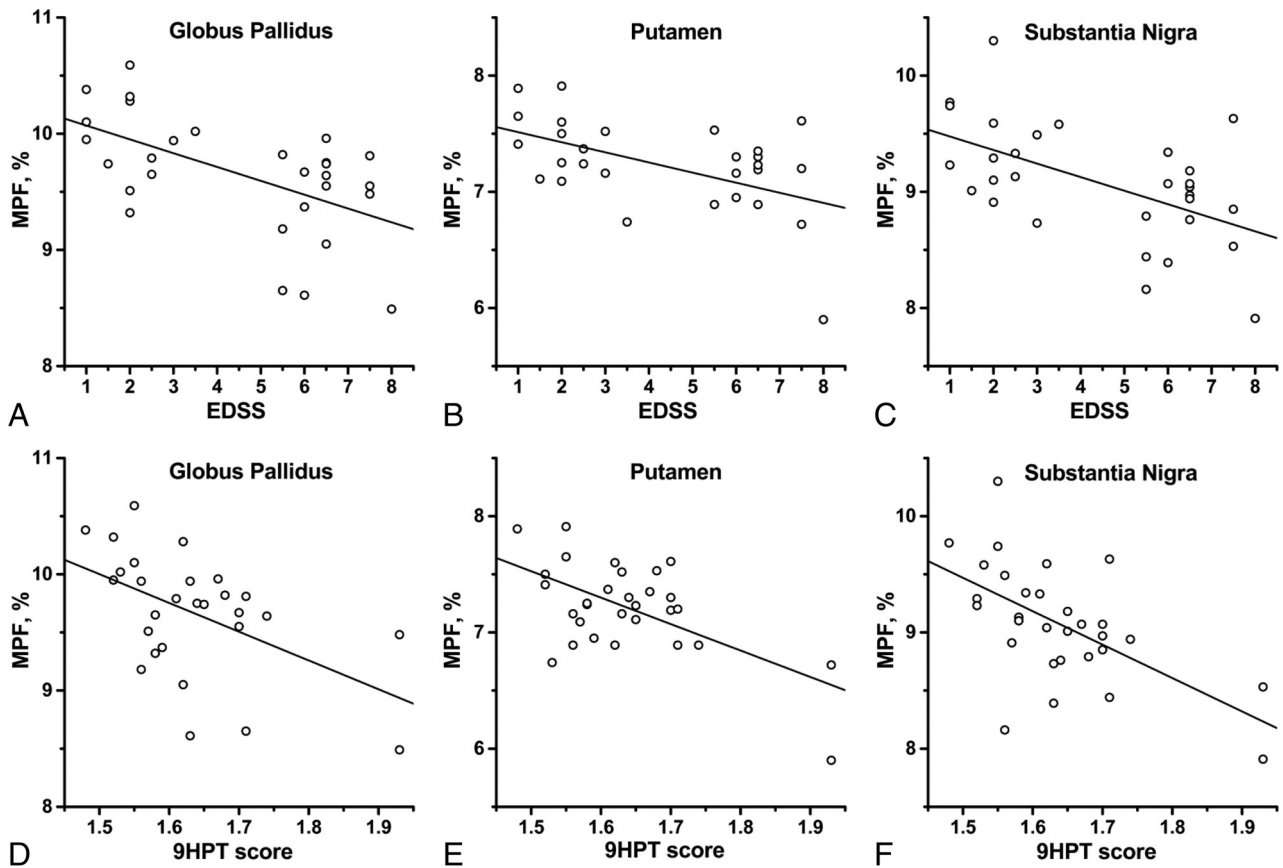 Globus Pallidus
MPF, %
11
10
9
8
1 2 3 4 5 6 7 8
EDSS
A
Putamen
MPF, %
8
7
6
1 2 3 4 5 6 7 8
EDSS
B
Substantia Nigra
MPF, %
10
9
8
1 2 3 4 5 6 7 8
EDSS
C
Globus Pallidus
MPF, %
11
10
9
8
1.5 1.6 1.7 1.8 1.9
9HPT score
D
Putamen
MPF, %
8
7
6
1.5 1.6 1.7 1.8 1.9
9HPT score
E
Substantia Nigra
MPF, %
10
9
8
1.5 1.6 1.7 1.8 1.9
9HPT score
F